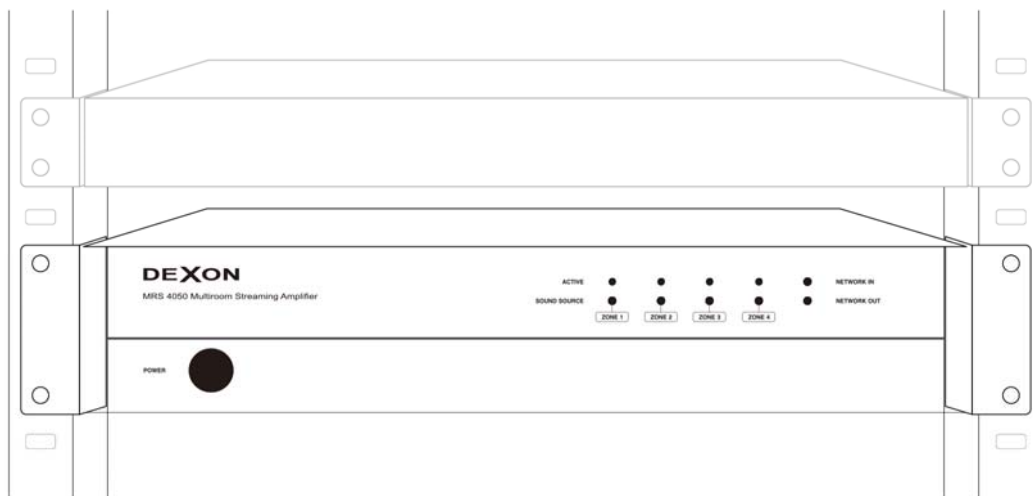 DEXON
MRS 4050 Multiroom Streaming Amplifier
ACTIVE
NETWORK IN
SOUND SOURCE
NETWORK OUT
ZONE 1
ZONE 2
ZONE 3
ZONE 4
POWER